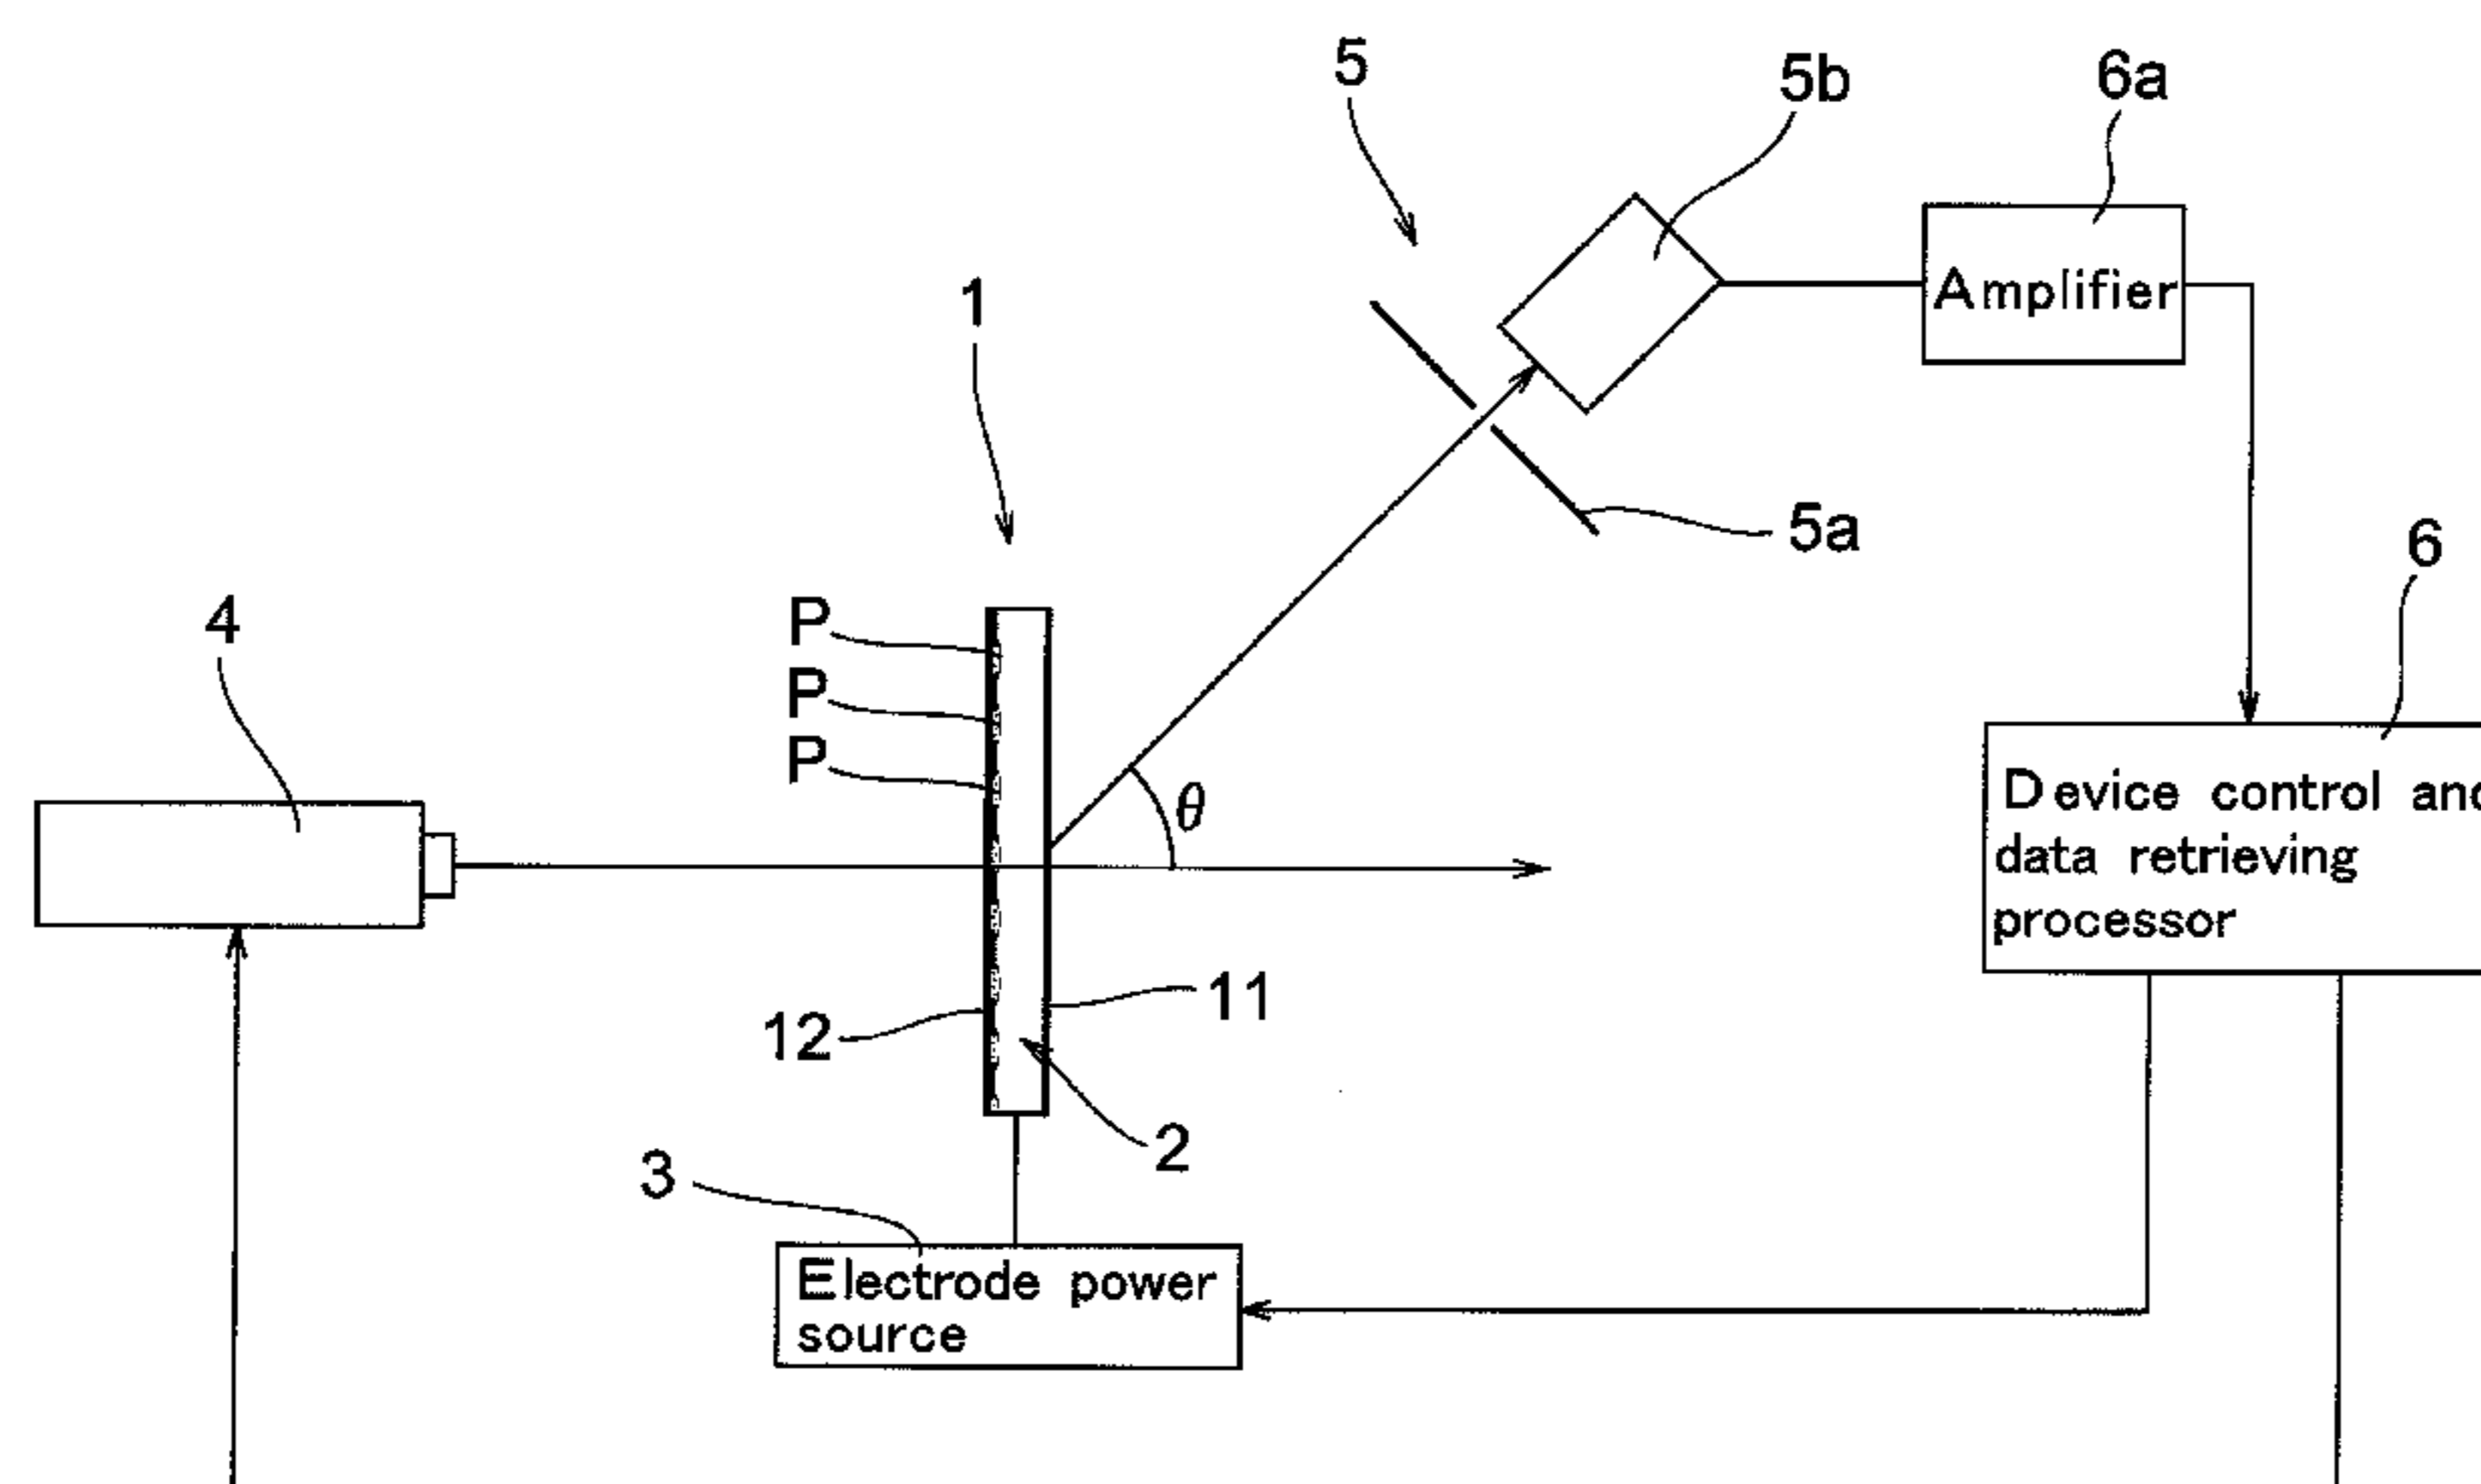 5
5b
6a
Amplifier
1
5a
6
4
P
P
P
θ
Device control and
data retrieving
processor
12
11
2
3
Electrode power
source